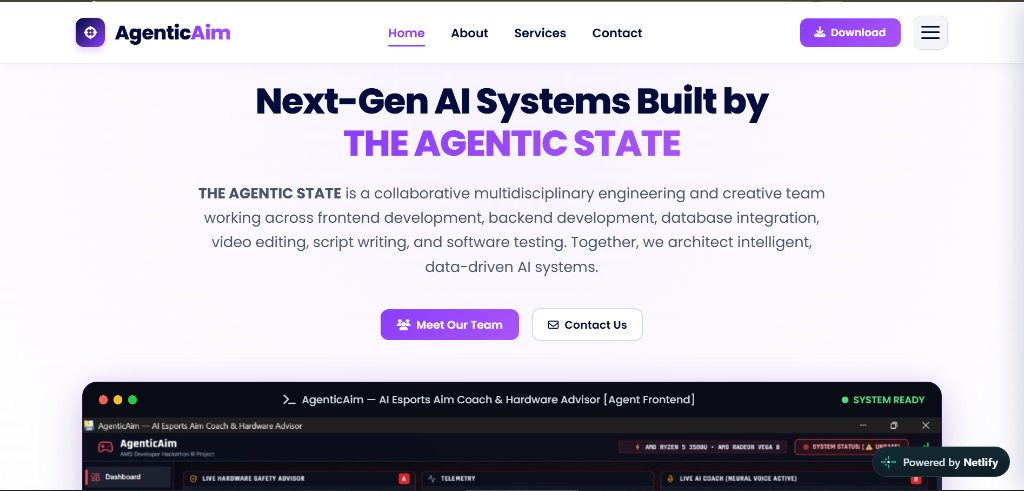 AgenticAim
Home About Services Contact
Download
Next-Gen AI Systems Built by
THE AGENTIC STATE
THE AGENTIC STATE is a collaborative multidisciplinary engineering and creative team
working across frontend development, backend development, database integration,
video editing, script writing, and software testing. Together, we architect intelligent,
data-driven AI systems.
Meet Our Team
Contact Us
AgenticAim — AI Esports Aim Coach & Hardware Advisor [Agent Frontend]
SYSTEM READY
AgenticAim — AI Esports Aim Coach & Hardware Advisor
AgenticAim
AMD Developer Hackathon III Project
AMD RYZEN 5 3500U • AMD RADEON VEGA 8
SYSTEM STATUS:
Powered by Netlify
Dashboard
LIVE HARDWARE SAFETY ADVISOR
TELEMETRY
LIVE AI COACH (NEURAL VOICE ACTIVE)